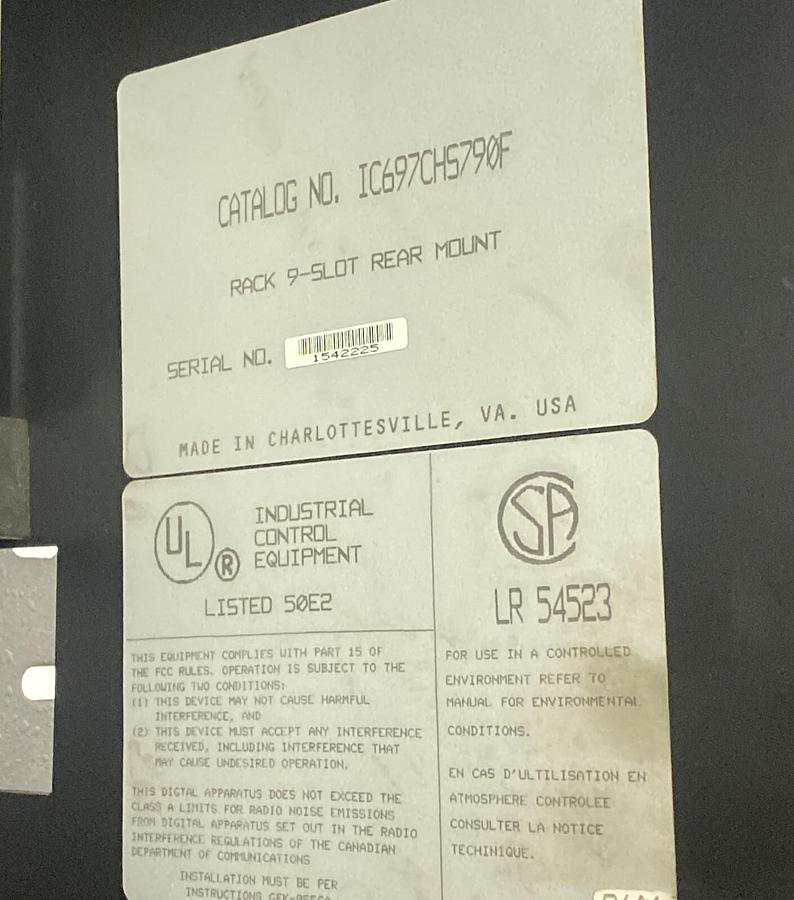 CATALOG NO. IC697CHS790F
RACK 9-SLOT REAR MOUNT
SERIAL NO.
1542225
MADE IN CHARLOTTESVILLE, VA. USA
UL ®
INDUSTRIAL
CONTROL
EQUIPMENT
LISTED 50E2
THIS EQUIPMENT COMPLIES WITH PART 15 OF
THE FCC RULES. OPERATION IS SUBJECT TO THE
FOLLOWING TWO CONDITIONS:
(1) THIS DEVICE MAY NOT CAUSE HARMFUL
INTERFERENCE, AND
(2) THIS DEVICE MUST ACCEPT ANY INTERFERENCE
RECEIVED, INCLUDING INTERFERENCE THAT
MAY CAUSE UNDESIRED OPERATION.
THIS DIGTAL APPARATUS DOES NOT EXCEED THE
CLASS A LIMITS FOR RADIO NOISE EMISSIONS
FROM DIGITAL APPARATUS SET OUT IN THE RADIO
INTERFERENCE REGULATIONS OF THE CANADIAN
DEPARTMENT OF COMMUNICATIONS
INSTALLATION MUST BE PER
INSTRUCTIONS
SA
LR 54523
FOR USE IN A CONTROLLED
ENVIRONMENT REFER TO
MANUAL FOR ENVIRONMENTAL
CONDITIONS.
EN CAS D'ULTILISATION EN
ATMOSPHERE CONTROLEE
CONSULTER LA NOTICE
TECHINIQUE.